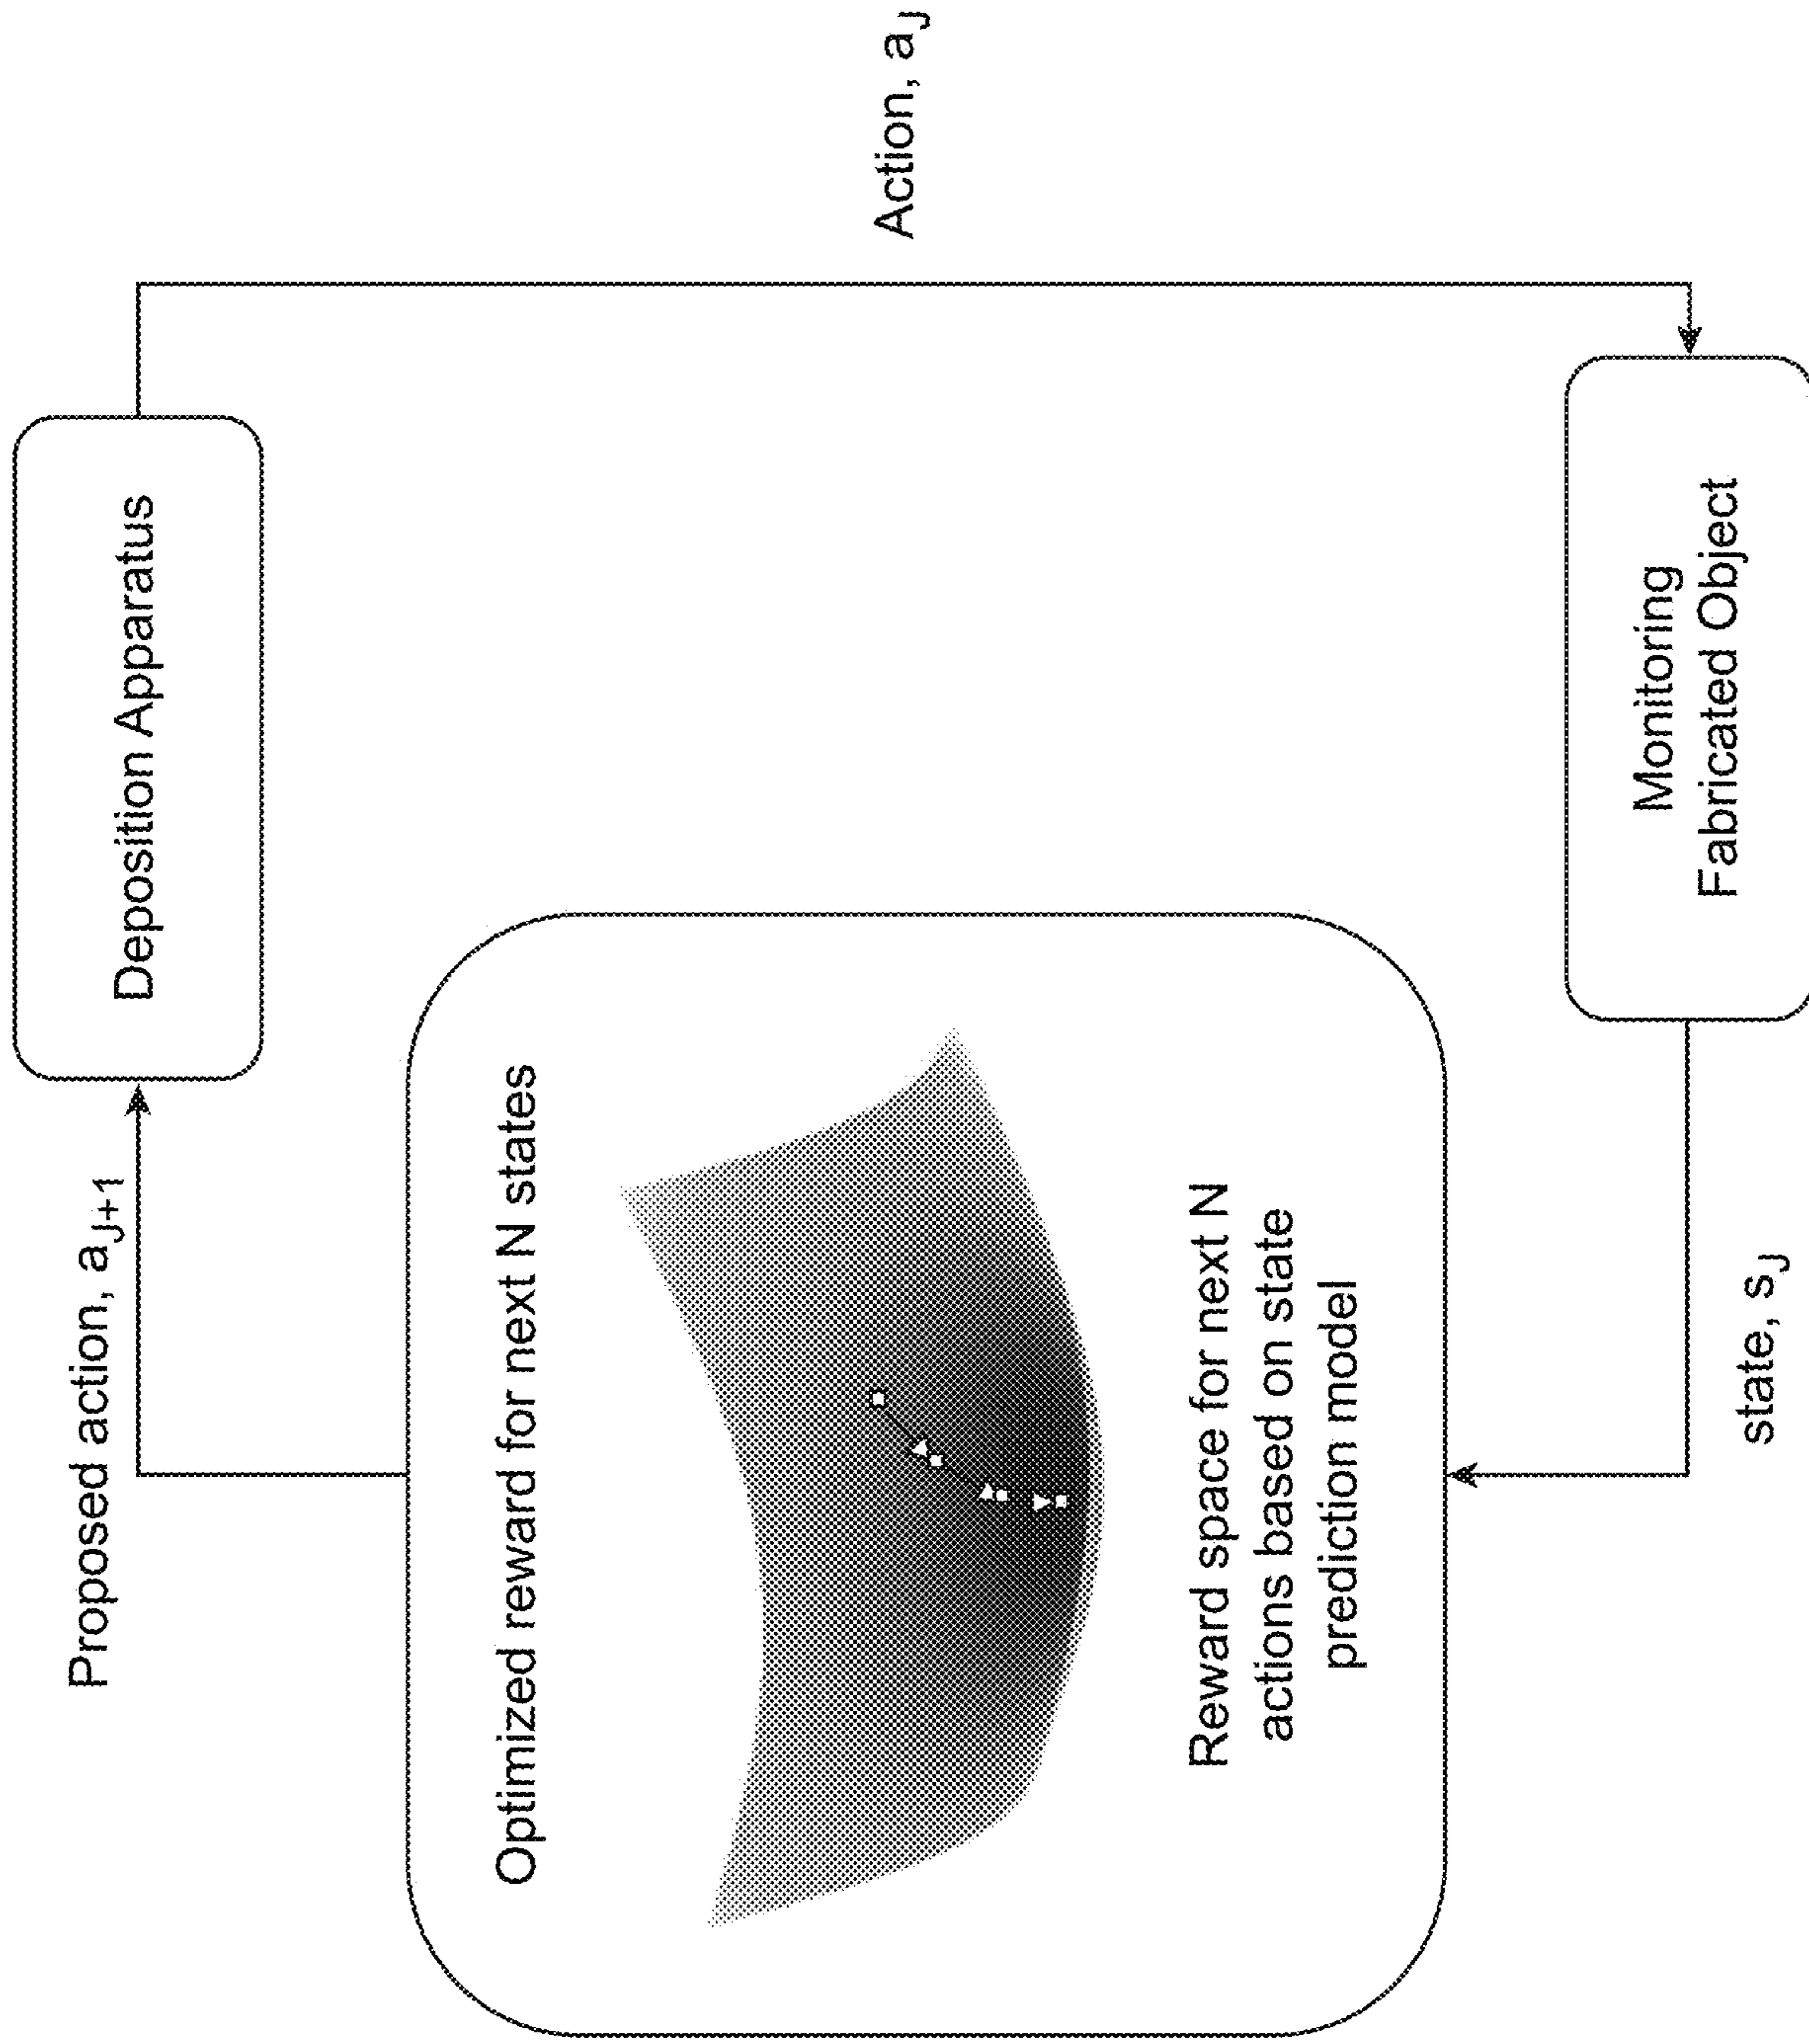 Proposed action, aJ+1
Deposition Apparatus
Action, aJ
Optimized reward for next N states
Reward space for next N
actions based on state
prediction model
Monitoring
Fabricated Object
state, sJ